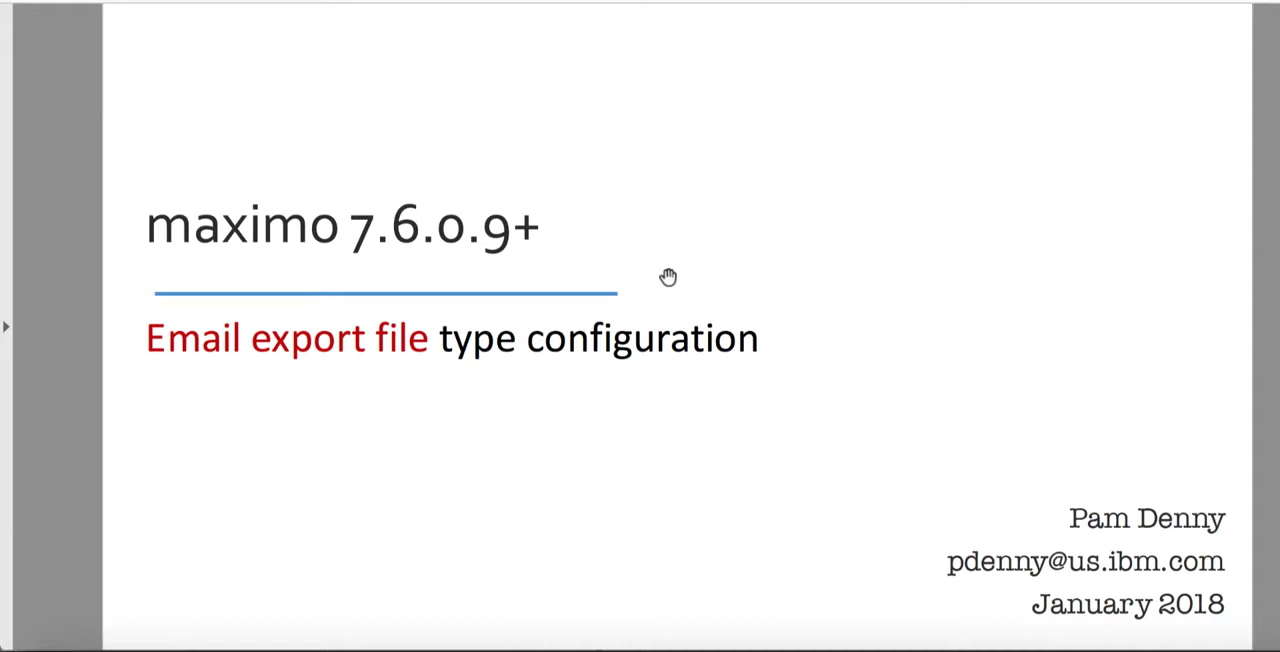 maximo 7.6.0.9+
Email export file type configuration
Pam Denny
pdenny@us.ibm.com
January 2018